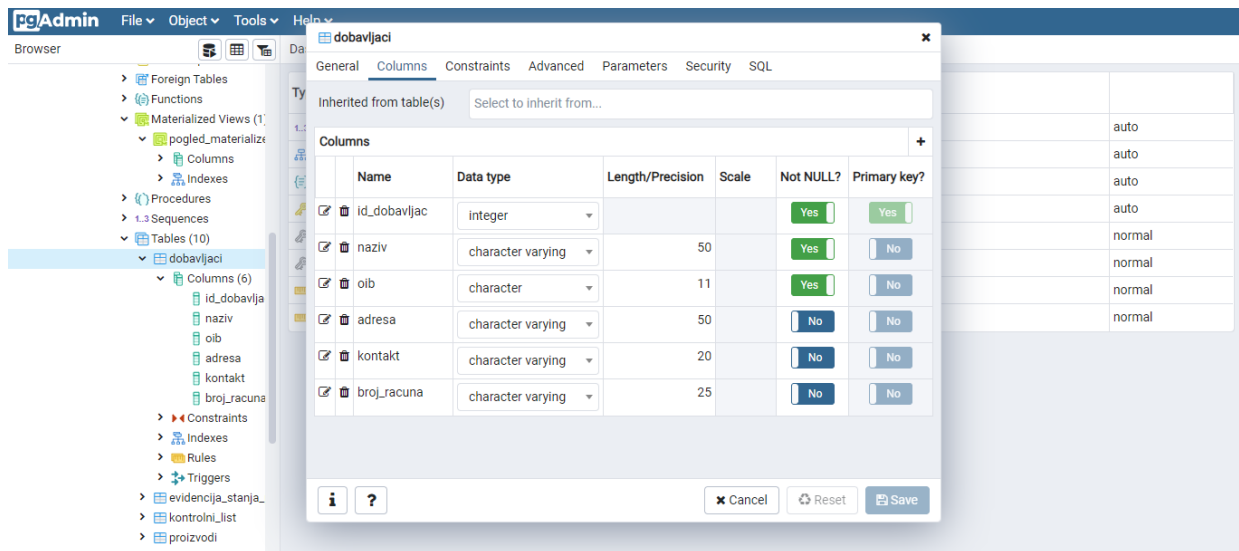 pgAdmin File Object Tools Help
Browser
Foreign Tables
Functions
Materialized Views (1)
pogled_materialize
Columns
Indexes
Procedures
1..3 Sequences
Tables (10)
dobavljaci
Columns (6)
id_dobavlja
naziv
oib
adresa
kontakt
broj_racuna
Constraints
Indexes
Rules
Triggers
evidencija_stanja_
kontrolni_list
proizvodi
Da
Ty
dobavljaci
General Columns Constraints Advanced Parameters Security SQL
Inherited from table(s) Select to inherit from...
Columns
Name Data type Length/Precision Scale Not NULL? Primary key?
id_dobavljac integer Yes Yes
naziv character varying 50 Yes No
oib character 11 Yes No
adresa character varying 50 No No
kontakt character varying 20 No No
broj_racuna character varying 25 No No
i ? Cancel Reset Save
auto
auto
auto
auto
normal
normal
normal
normal